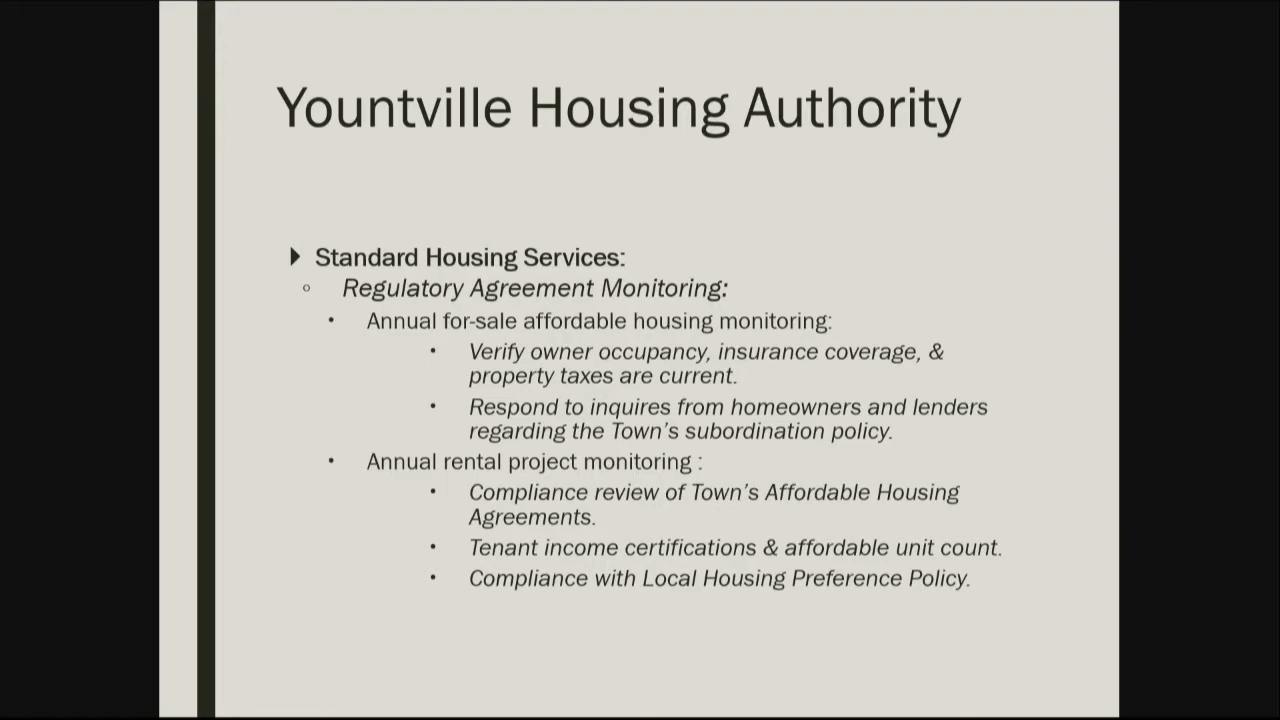 Yountville Housing Authority
Standard Housing Services:
Regulatory Agreement Monitoring:
Annual for-sale affordable housing monitoring:
Verify owner occupancy, insurance coverage, &
property taxes are current.
Respond to inquires from homeowners and lenders
regarding the Town’s subordination policy.
Annual rental project monitoring :
Compliance review of Town’s Affordable Housing
Agreements.
Tenant income certifications & affordable unit count.
Compliance with Local Housing Preference Policy.